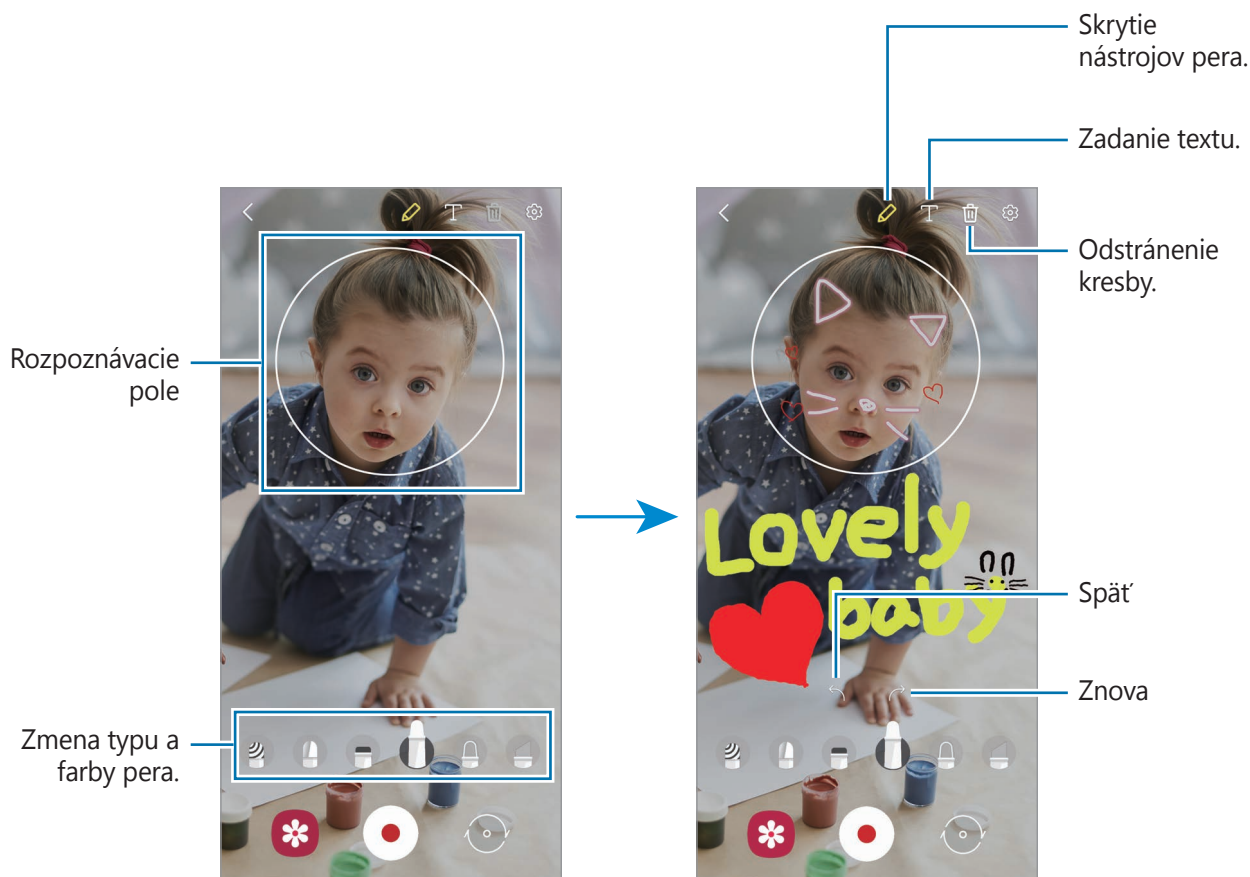 Skrytie
nástrojov pera.
Zadanie textu.
Odstránenie
kresby.
Rozpoznávacie
pole
Lovely
baby
Späť
Znova
Zmena typu a
farby pera.